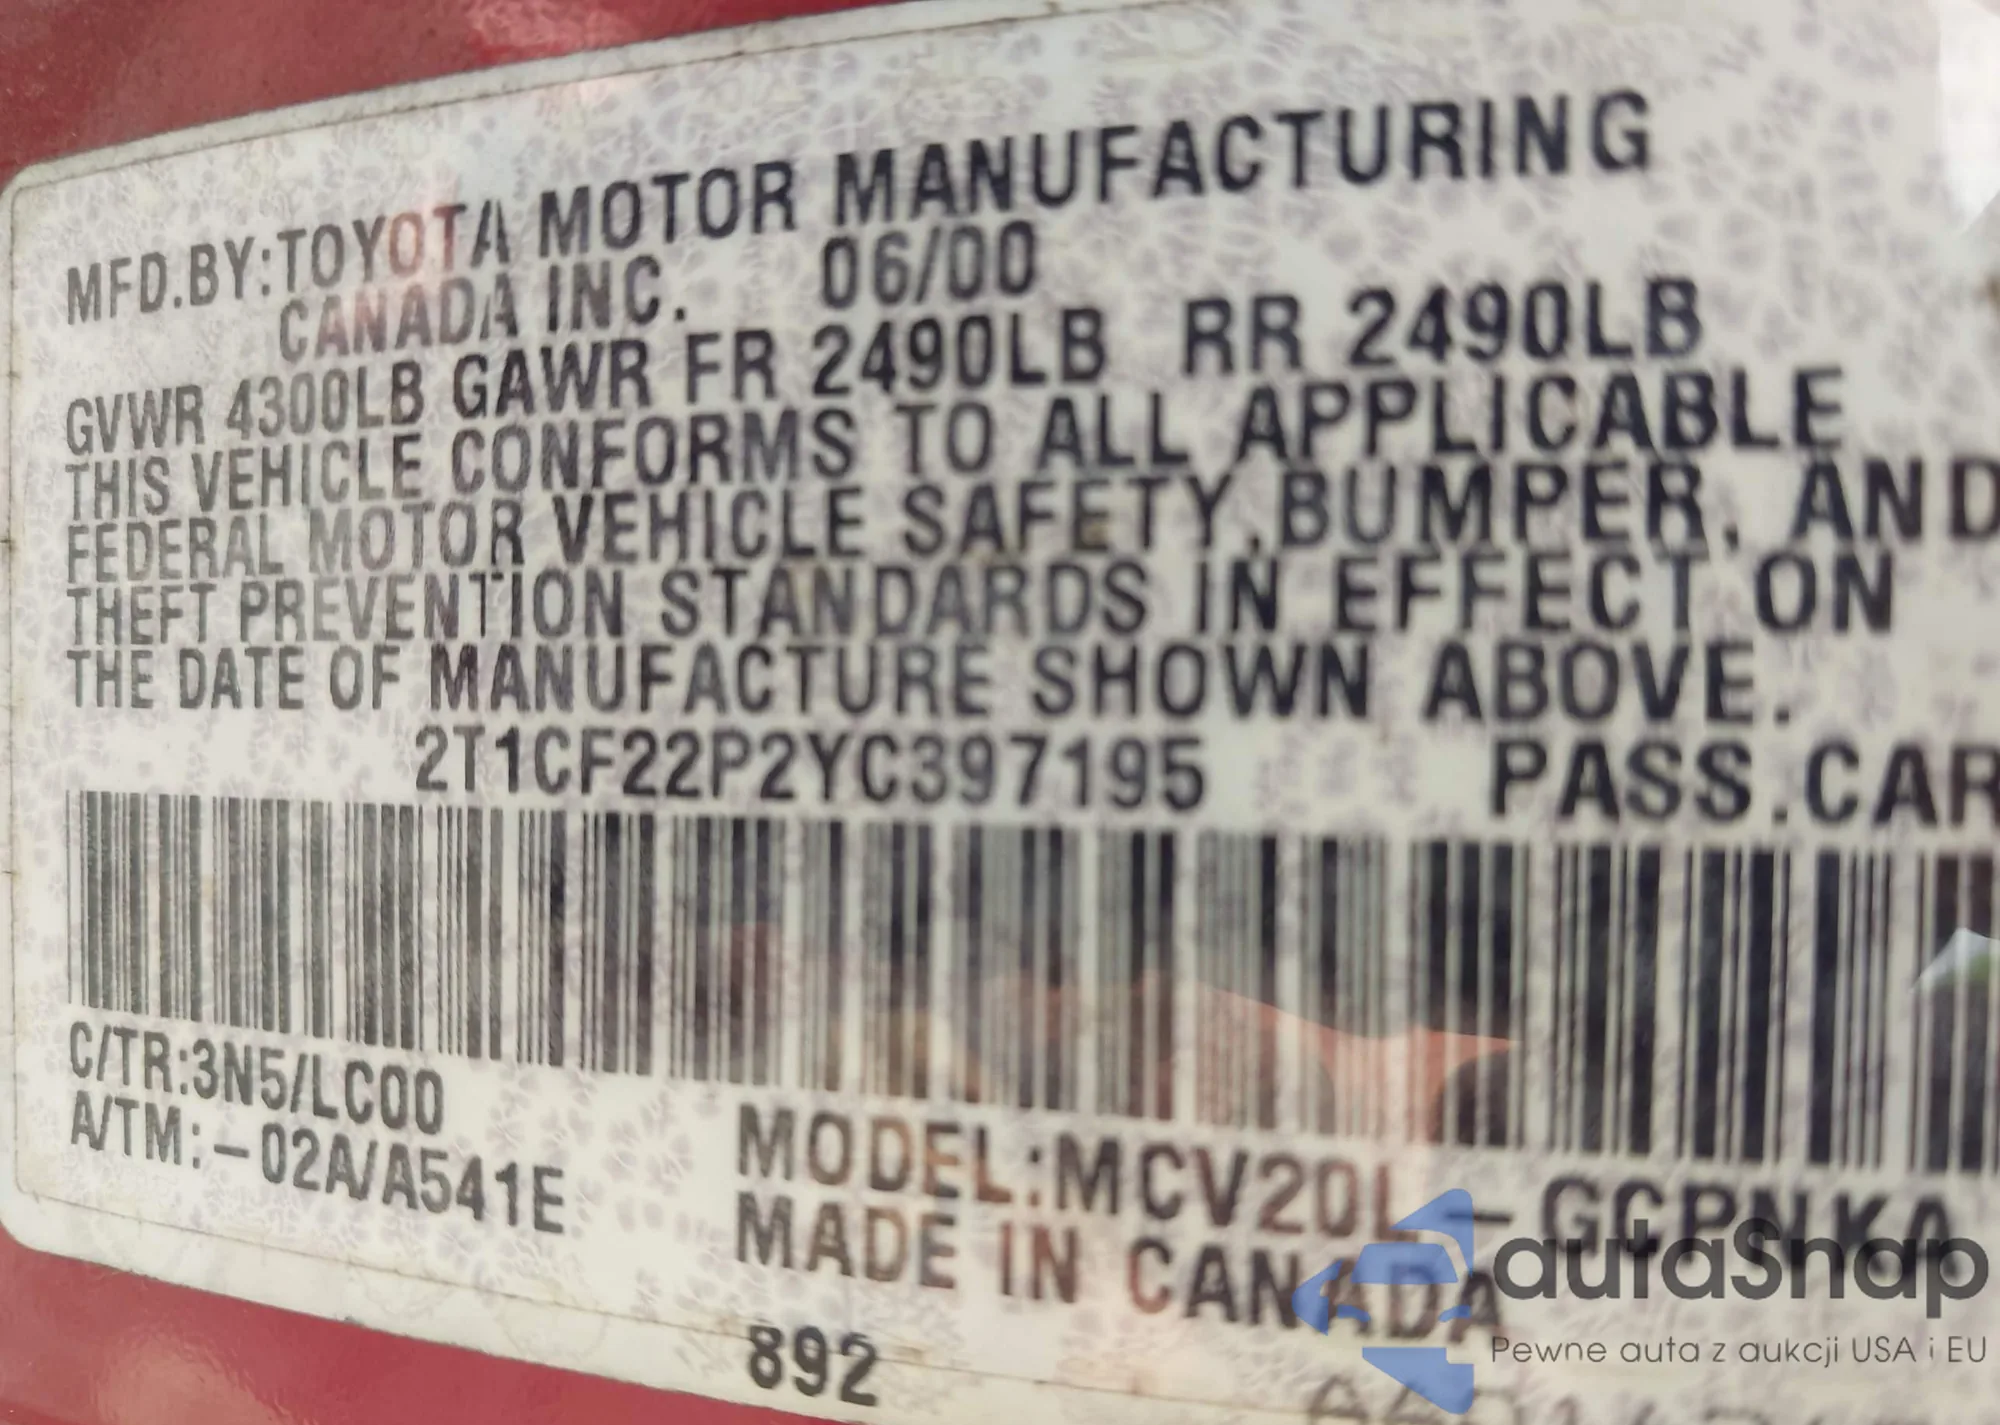 MFD.BY:TOYOTA MOTOR MANUFACTURING
CANADA INC. 06/00
GVWR 4300LB GAWR FR 2490LB RR 2490LB
THIS VEHICLE CONFORMS TO ALL APPLICABLE
FEDERAL MOTOR VEHICLE SAFETY,BUMPER, AND
THEFT PREVENTION STANDARDS IN EFFECT ON
THE DATE OF MANUFACTURE SHOWN ABOVE.
2T1CF22P2YC397195 PASS.CAR
C/TR:3N5/LC00
A/TM:-02A/A541E
MODEL:MCV20L-GCPNKA
MADE IN CANADA
892
autaSnap
Pewne auta z aukcji USA i EU